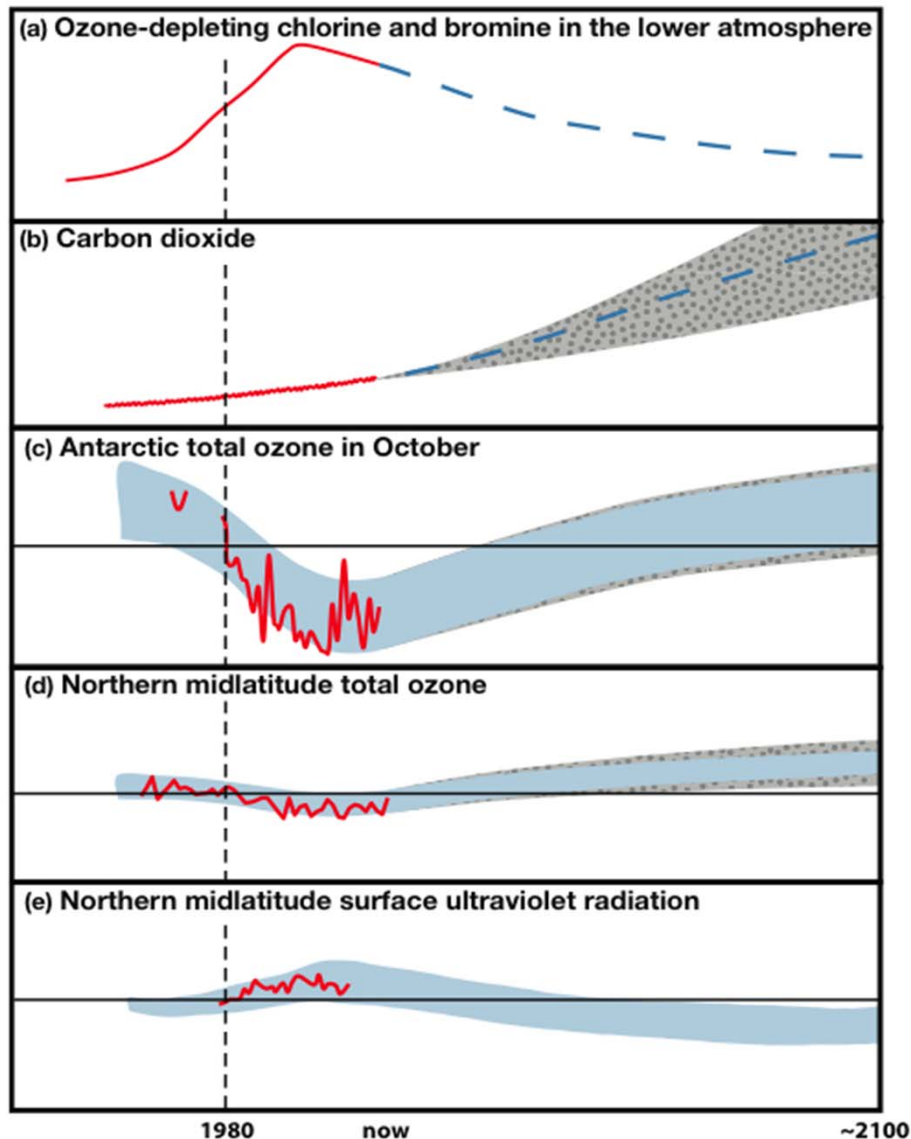 (a) Ozone-depleting chlorine and bromine in the lower atmosphere
(b) Carbon dioxide
(c) Antarctic total ozone in October
(d) Northern midlatitude total ozone
(e) Northern midlatitude surface ultraviolet radiation
1980 now ~2100